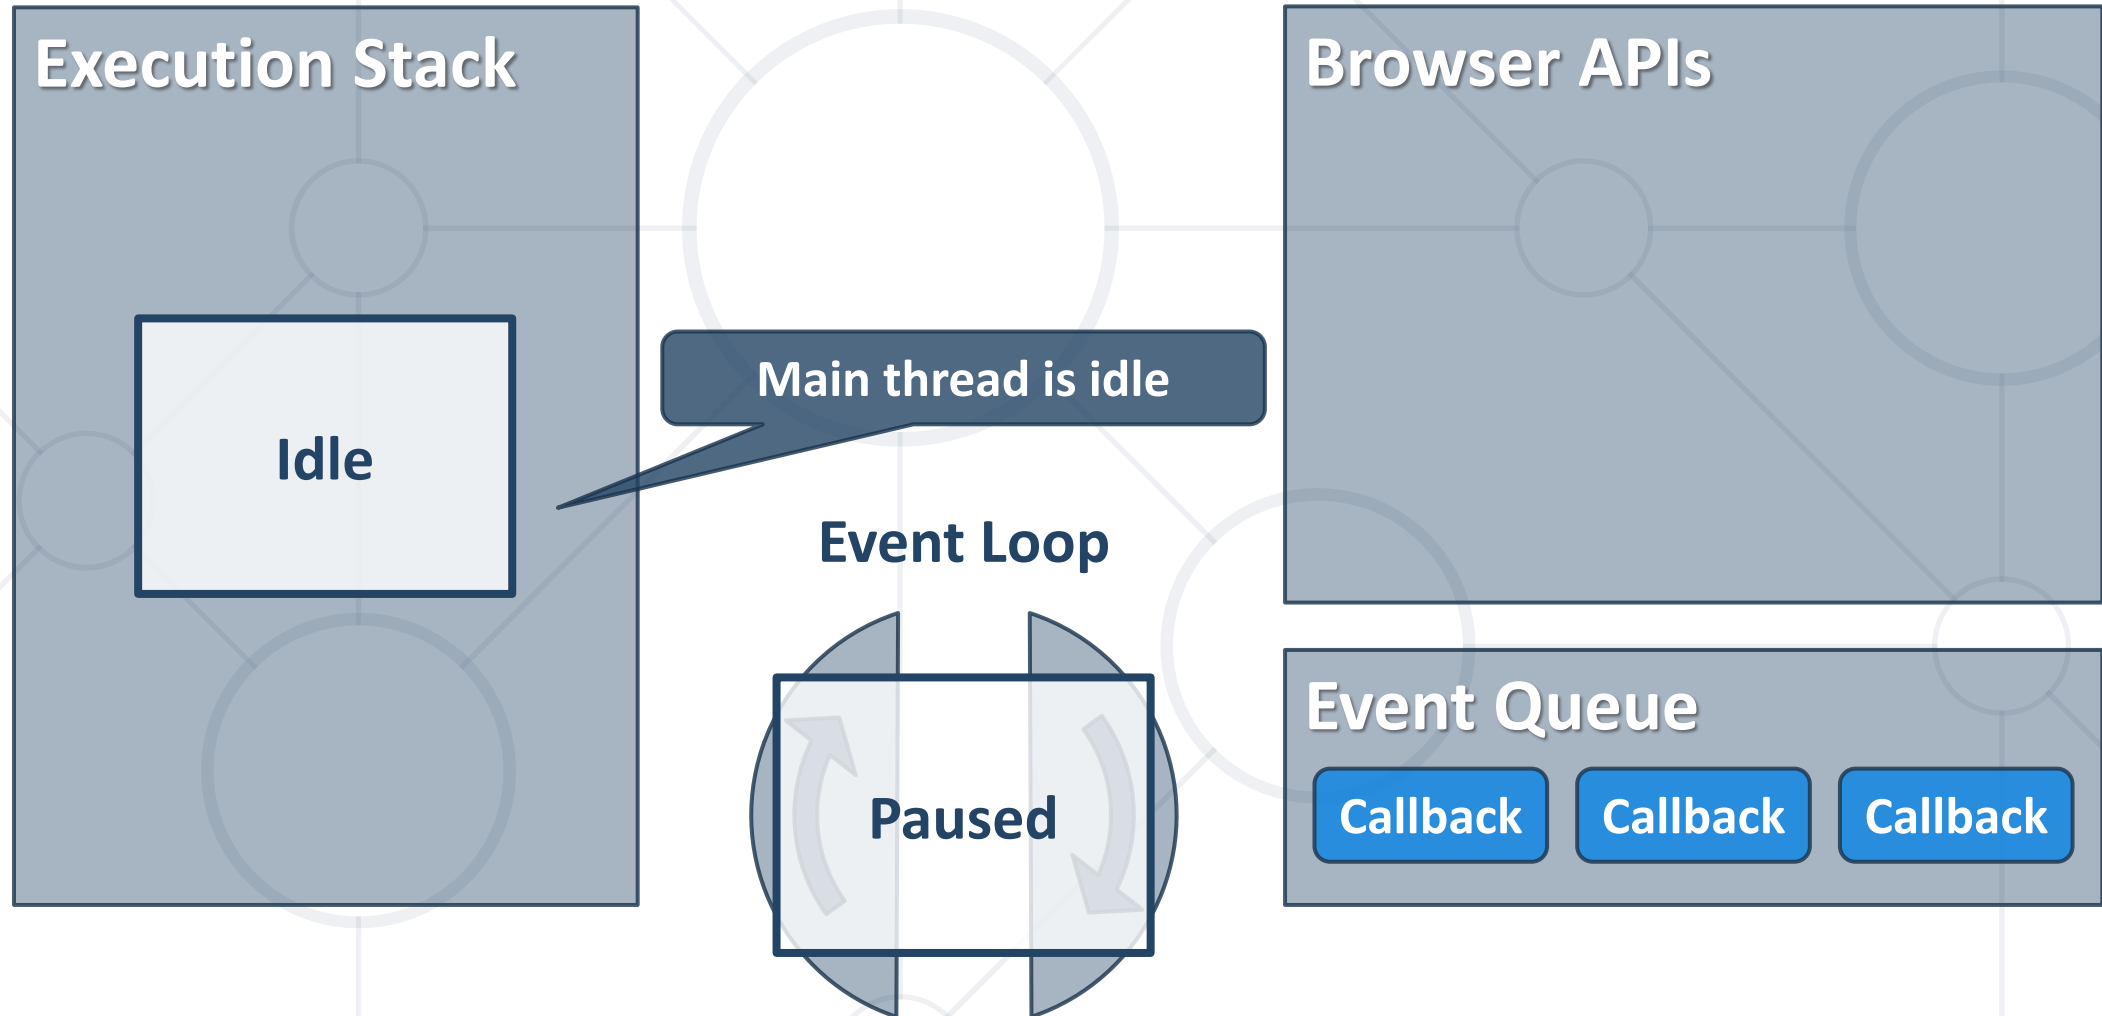 Execution Stack
Idle
Main thread is idle
Event Loop
Paused
Browser APIs
Event Queue
Callback Callback Callback